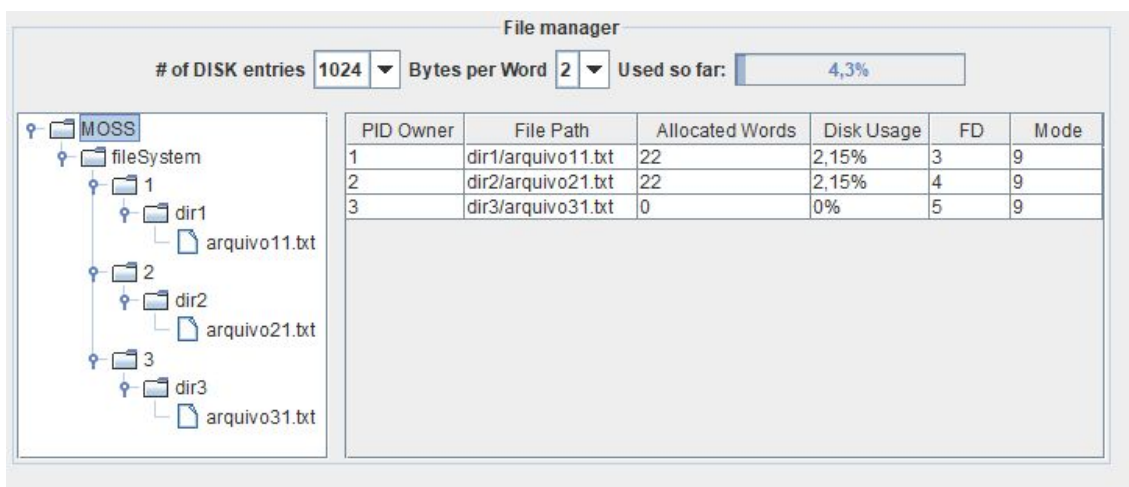 File manager
# of DISK entries 1024 Bytes per Word 2 Used so far: 4,3%
MOSS
fileSystem
1
dir1
arquivo11.txt
2
dir2
arquivo21.txt
3
dir3
arquivo31.txt
PID Owner File Path Allocated Words Disk Usage FD Mode
1 dir1/arquivo11.txt 22 2,15% 3 9
2 dir2/arquivo21.txt 22 2,15% 4 9
3 dir3/arquivo31.txt 0 0% 5 9